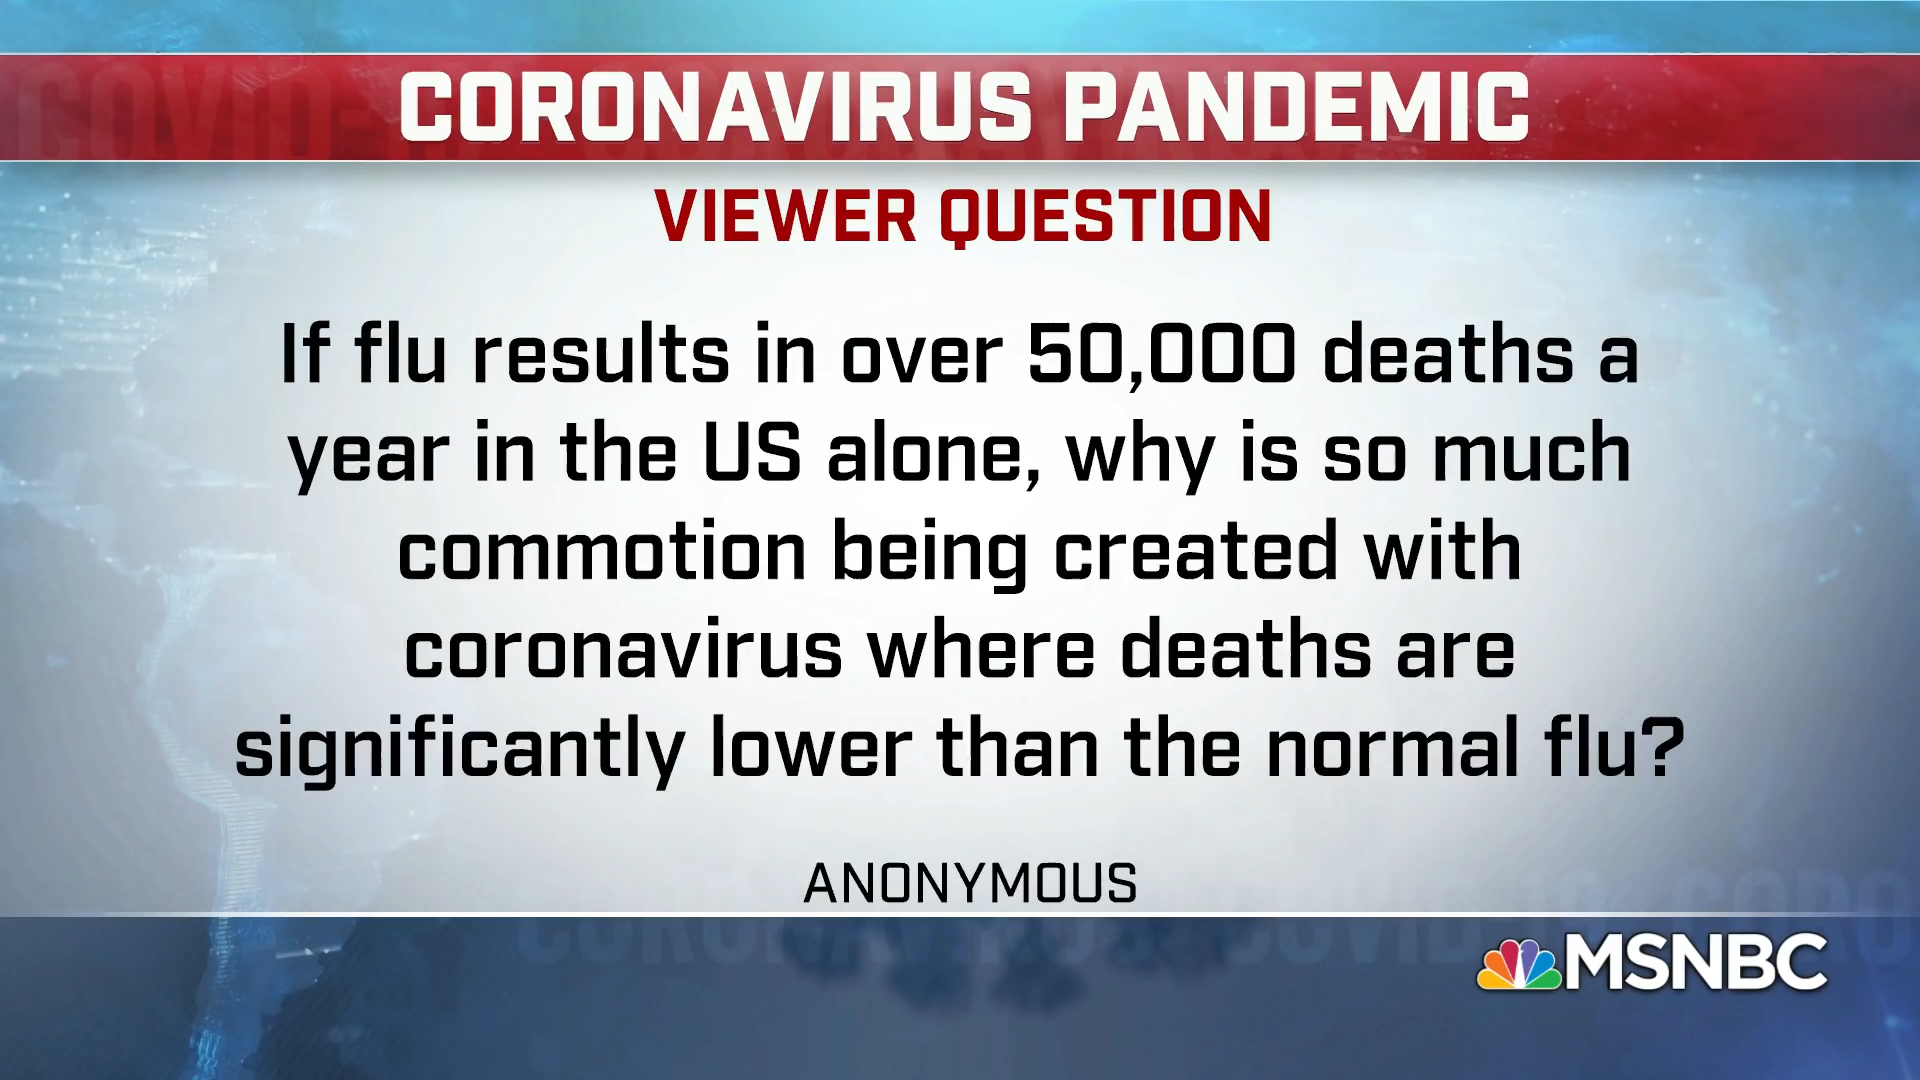 CORONAVIRUS PANDEMIC
VIEWER QUESTION
If flu results in over 50,000 deaths a
year in the US alone, why is so much
commotion being created with
coronavirus where deaths are
significantly lower than the normal flu?
ANONYMOUS
MSNBC